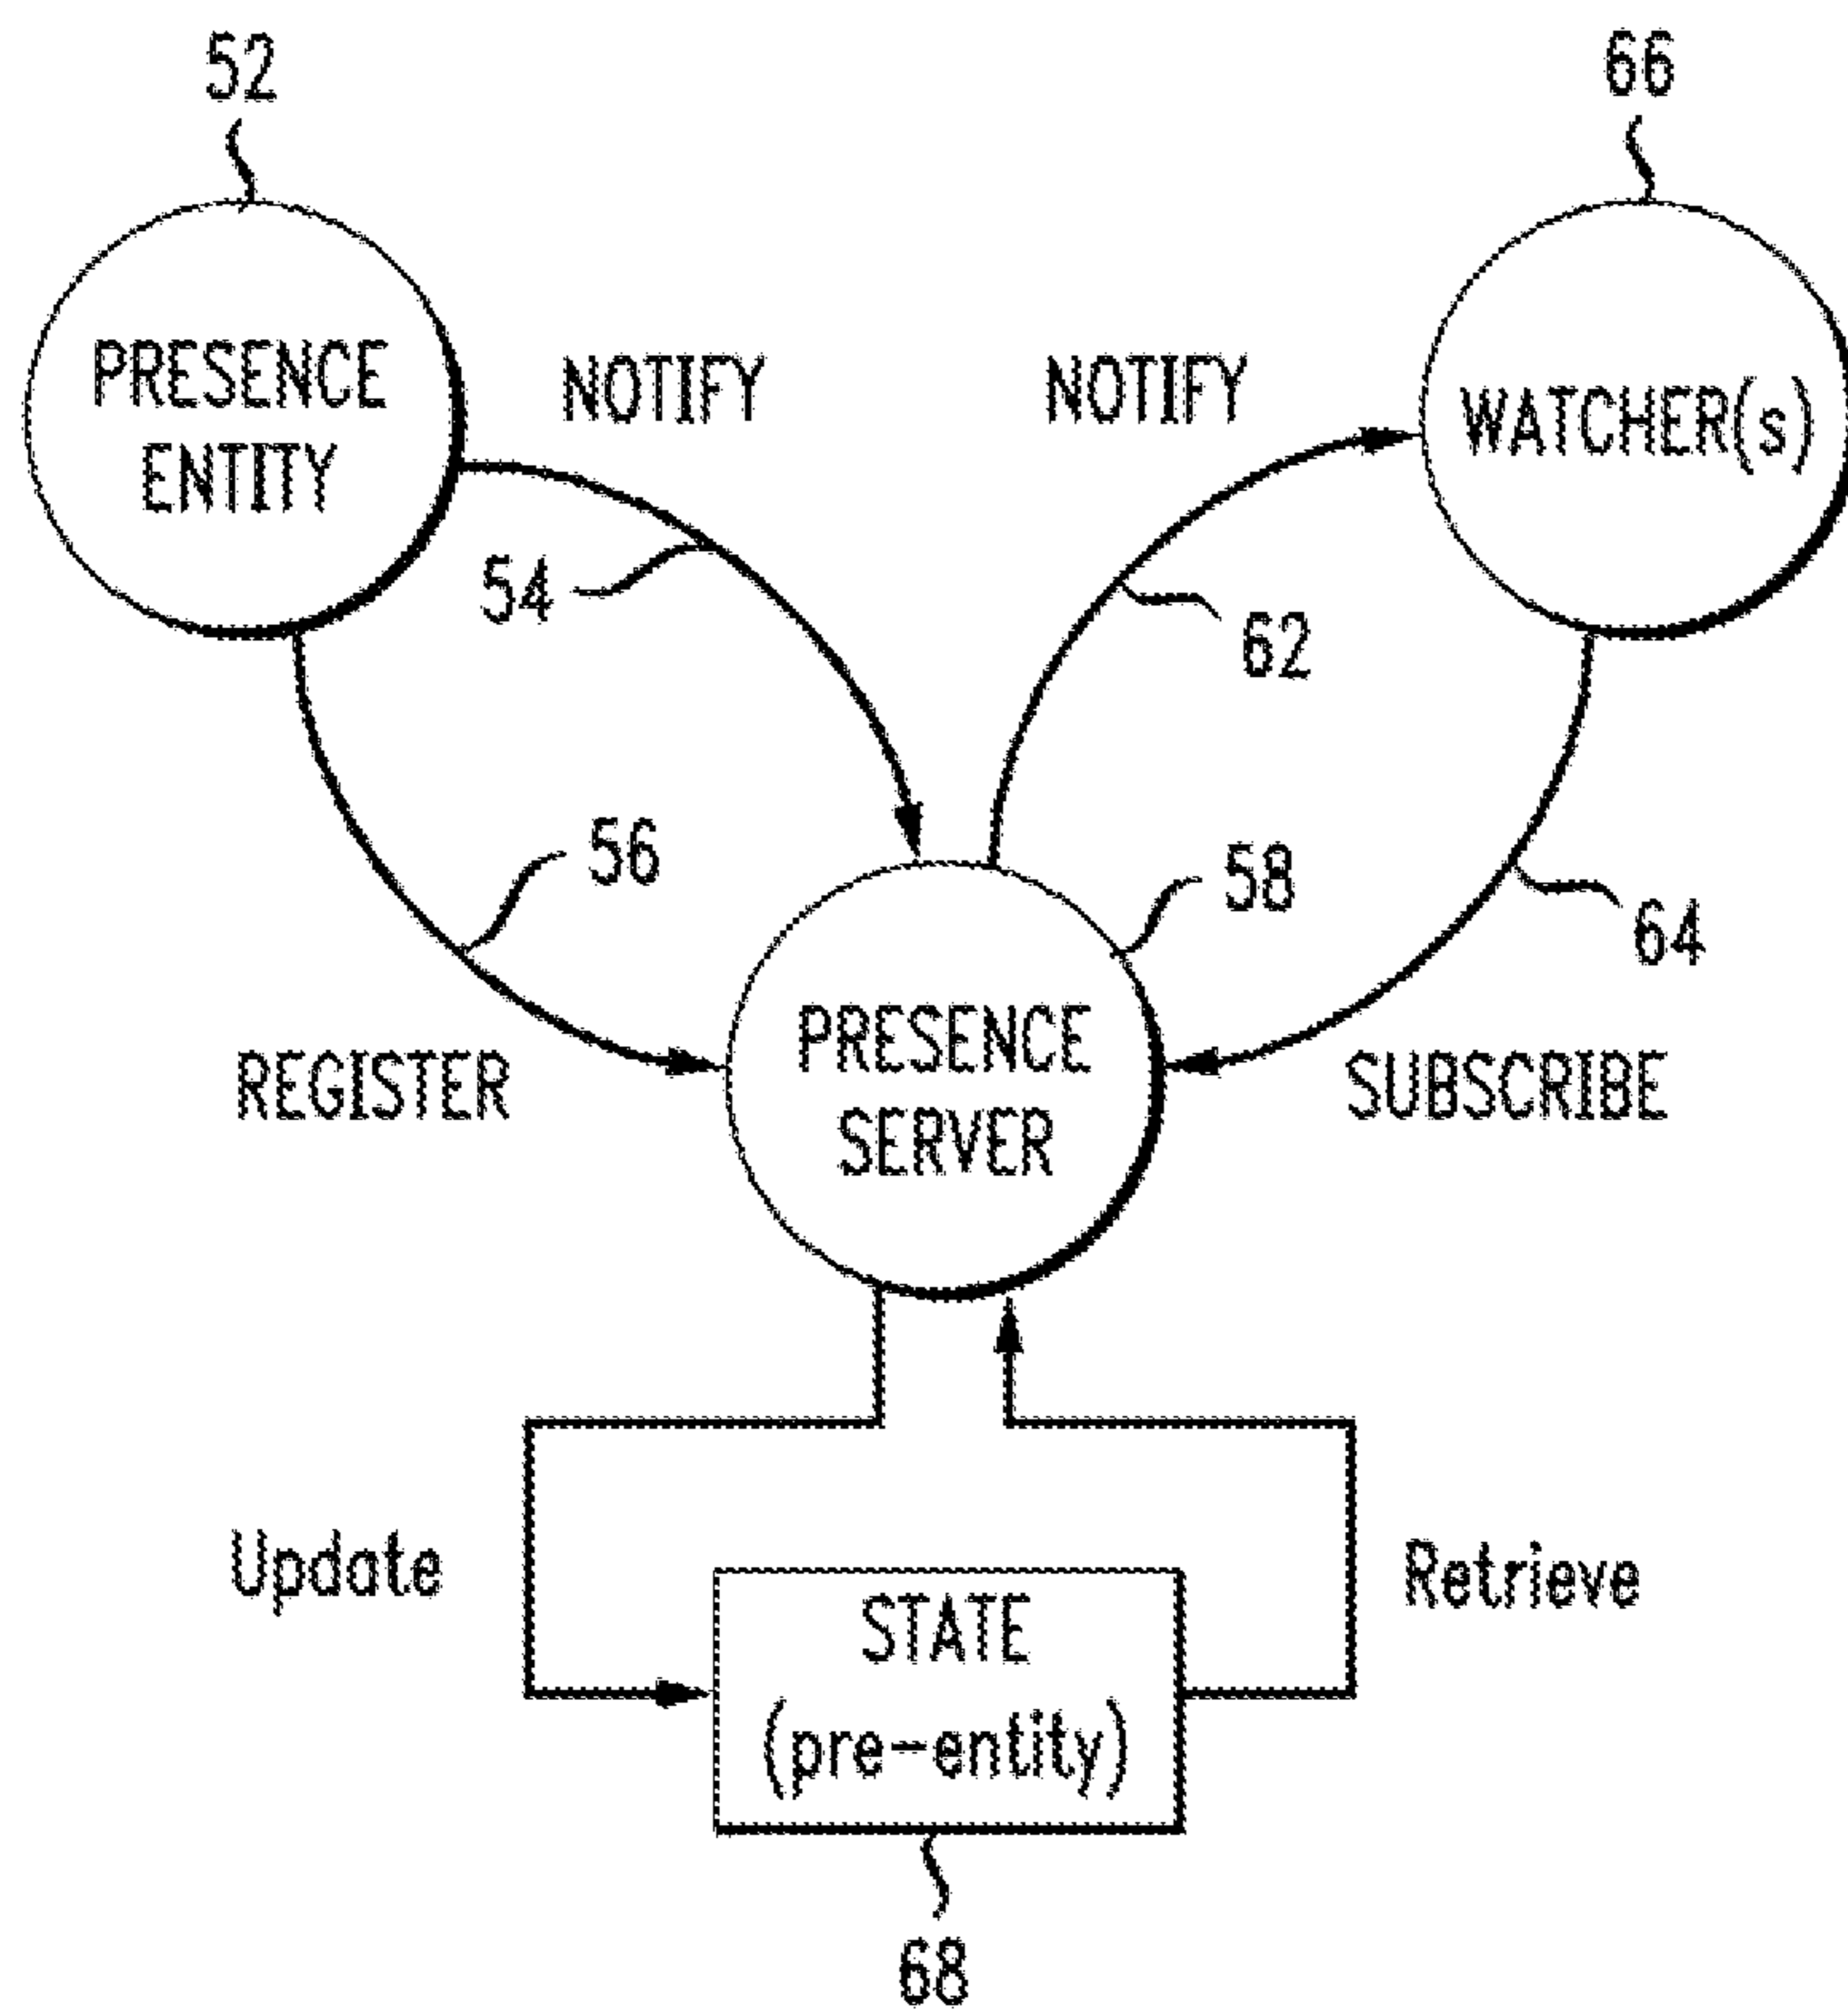 52
66
PRESENCE
ENTITY
NOTIFY
NOTIFY
WATCHER(s)
54
62
56
58
64
REGISTER
PRESENCE
SERVER
SUBSCRIBE
Update
STATE
(pre-entity)
Retrieve
68